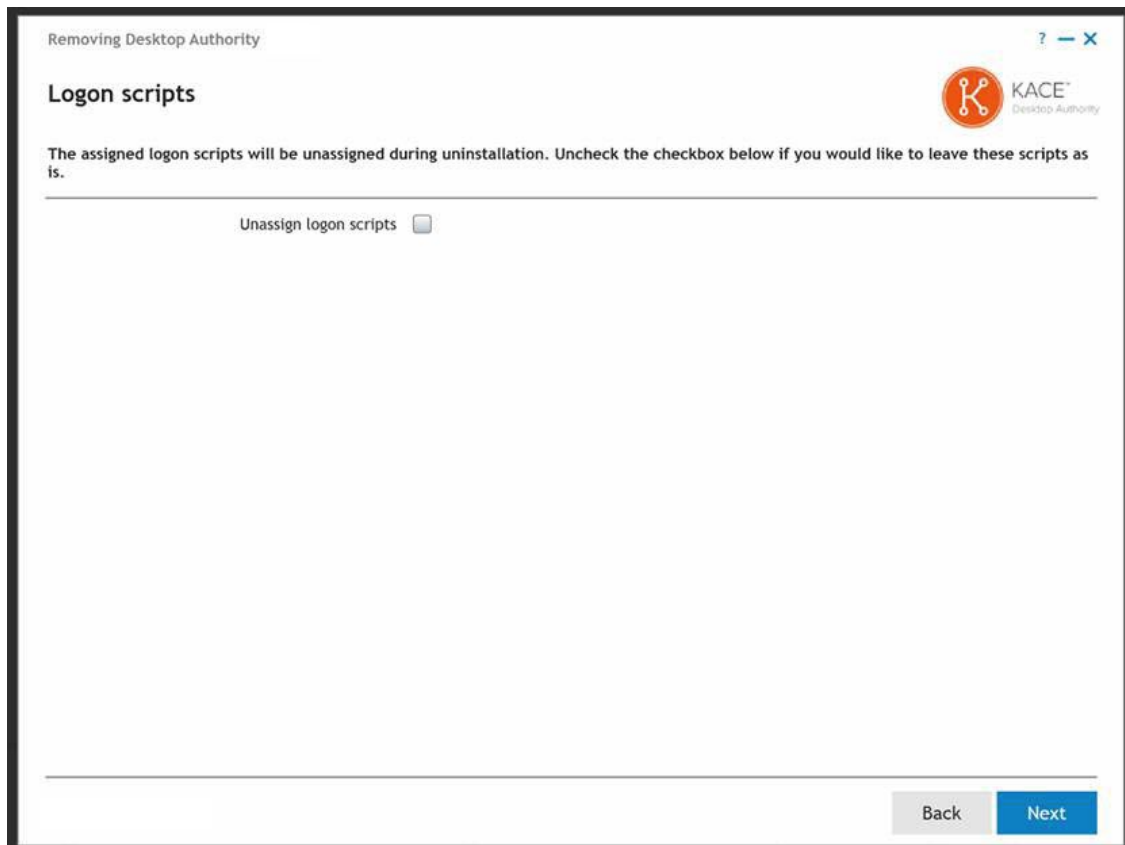 Removing Desktop Authority
? — X
Logon scripts
KACE™
Desktop Authority
The assigned logon scripts will be unassigned during uninstallation. Uncheck the checkbox below if you would like to leave these scripts as
is.
Unassign logon scripts
Back
Next